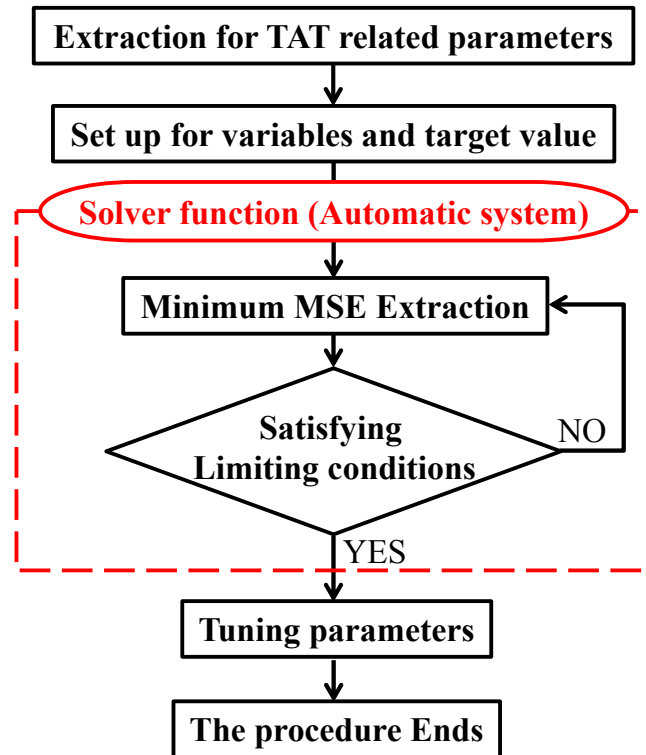 Extraction for TAT related parameters
Set up for variables and target value
Solver function (Automatic system)
Minimum MSE Extraction
Satisfying
Limiting conditions
NO
YES
Tuning parameters
The procedure Ends